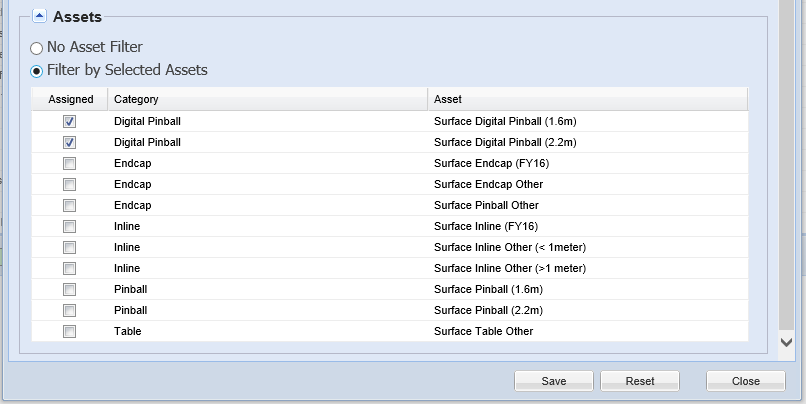 Assets
No Asset Filter
Filter by Selected Assets
Assigned Category Asset
Digital Pinball Surface Digital Pinball (1.6m)
Digital Pinball Surface Digital Pinball (2.2m)
Endcap Surface Endcap (FY16)
Endcap Surface Endcap Other
Endcap Surface Pinball Other
Inline Surface Inline (FY16)
Inline Surface Inline Other (< 1meter)
Inline Surface Inline Other (>1 meter)
Pinball Surface Pinball (1.6m)
Pinball Surface Pinball (2.2m)
Table Surface Table Other
Save Reset Close